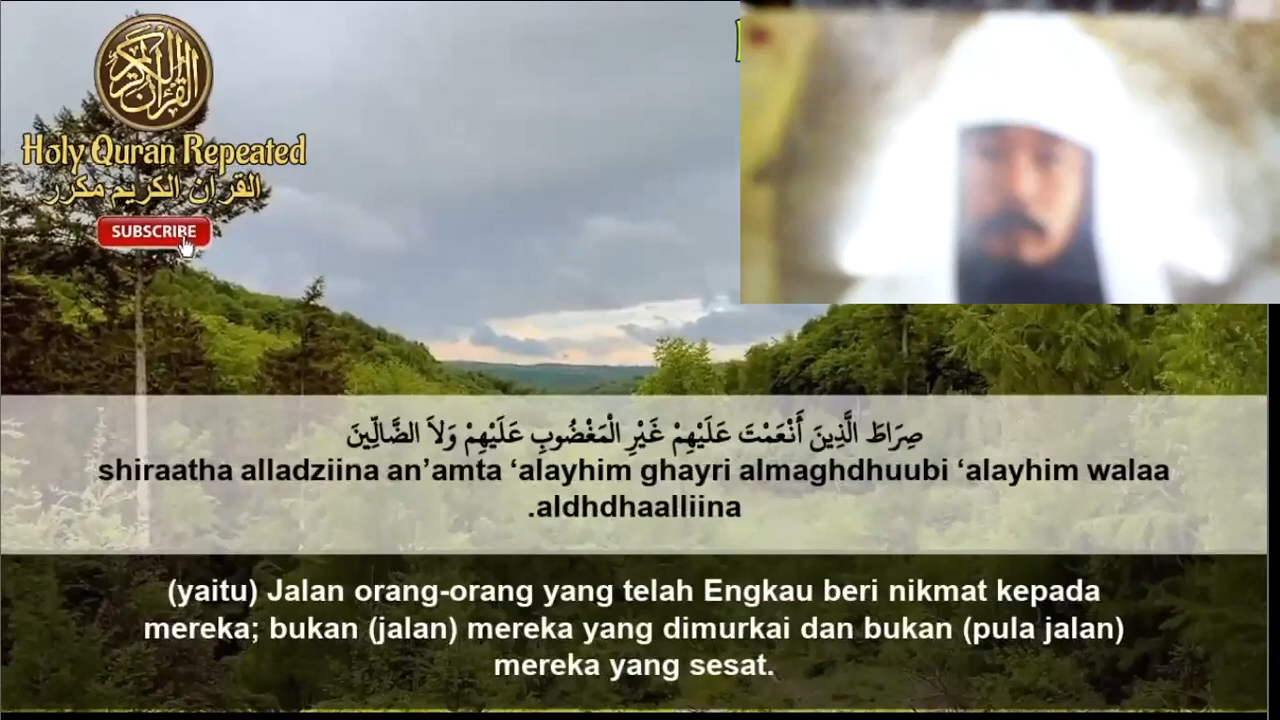 القرآن الكريم
Holy Quran Repeated
القرآن الكريم مكرر
SUBSCRIBE
صِرَاطَ الَّذِينَ أَنْعَمْتَ عَلَيْهِمْ غَيْرِ الْمَغْضُوبِ عَلَيْهِمْ وَلاَ الضَّالِّينَ
shiraatha alladziina an’amta ‘alayhim ghayri almaghdhuubi ‘alayhim walaa
.aldhdhaalliina
(yaitu) Jalan orang-orang yang telah Engkau beri nikmat kepada
mereka; bukan (jalan) mereka yang dimurkai dan bukan (pula jalan)
mereka yang sesat.